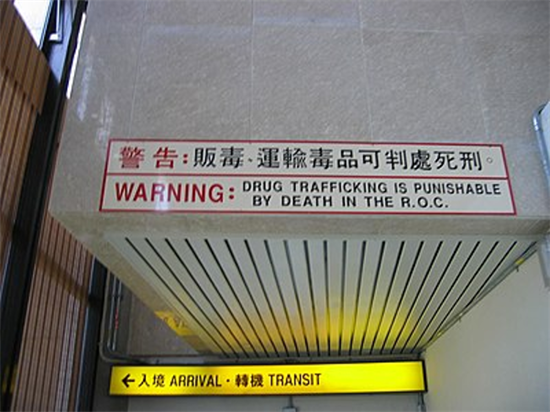 警告:販毒、運輸毒品可判處死刑。
WARNING: DRUG TRAFFICKING IS PUNISHABLE
BY DEATH IN THE R.O.C.
←入境 ARRIVAL・轉機 TRANSIT